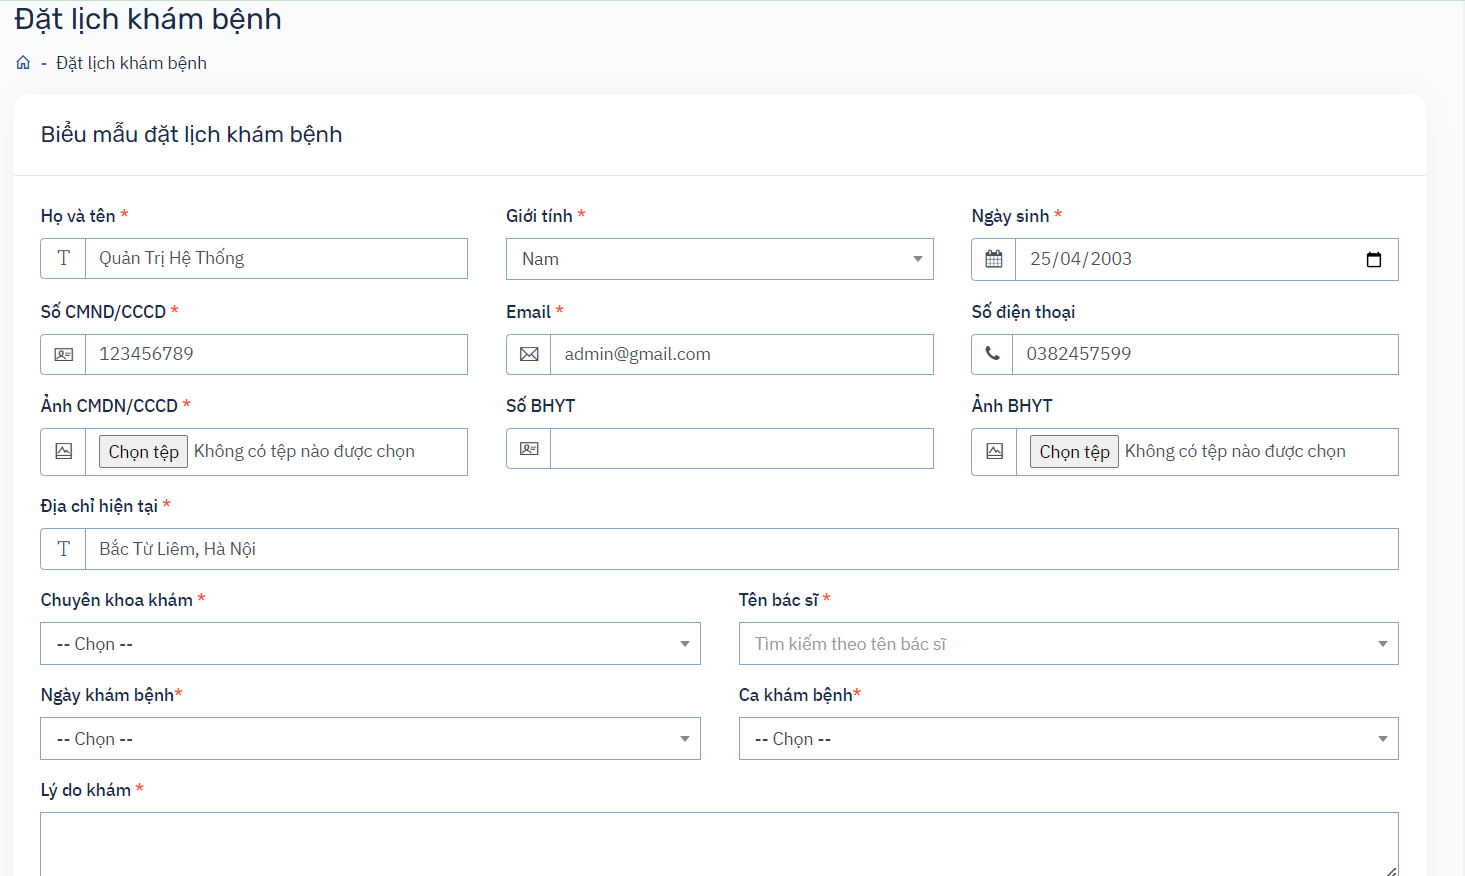 Đặt lịch khám bệnh
- Đặt lịch khám bệnh
Biểu mẫu đặt lịch khám bệnh
Họ và tên * Giới tính * Ngày sinh *
T Quản Trị Hệ Thống Nam 25/04/2003
Số CMND/CCCD * Email * Số điện thoại
123456789 admin@gmail.com 0382457599
Ảnh CMDN/CCCD * Số BHYT Ảnh BHYT
Chọn tệp Không có tệp nào được chọn Chọn tệp Không có tệp nào được chọn
Địa chỉ hiện tại *
T Bắc Từ Liêm, Hà Nội
Chuyên khoa khám * Tên bác sĩ *
-- Chọn -- Tìm kiếm theo tên bác sĩ
Ngày khám bệnh* Ca khám bệnh*
-- Chọn -- -- Chọn --
Lý do khám *